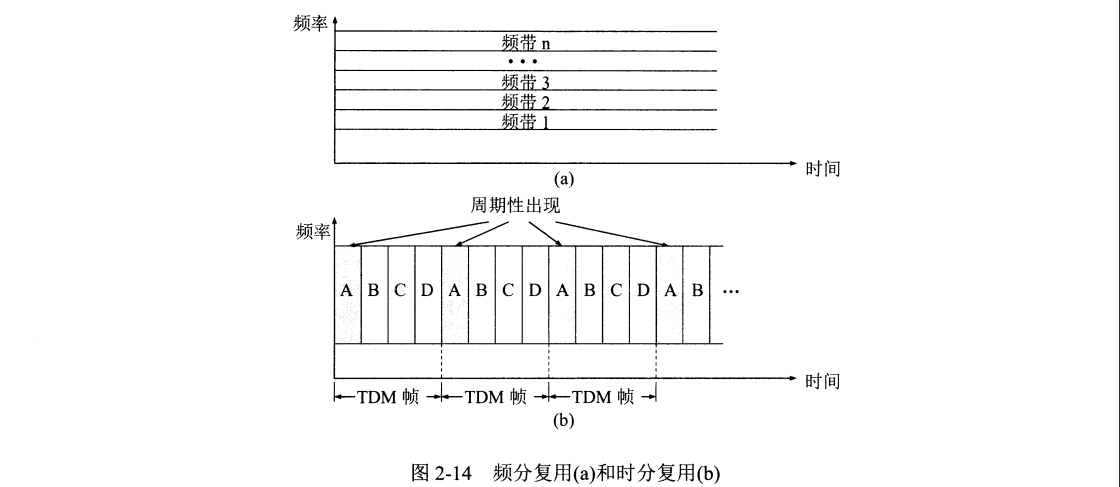 频率
频带 n
···
频带 3
频带 2
频带 1
时间
(a)
周期性出现
频率
A B C D A B C D A B C D A B ···
时间
TDM 帧 TDM 帧 TDM 帧
(b)
图 2-14 频分复用(a)和时分复用(b)